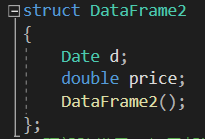 struct DataFrame2
{
Date d;
double price;
DataFrame2();
};